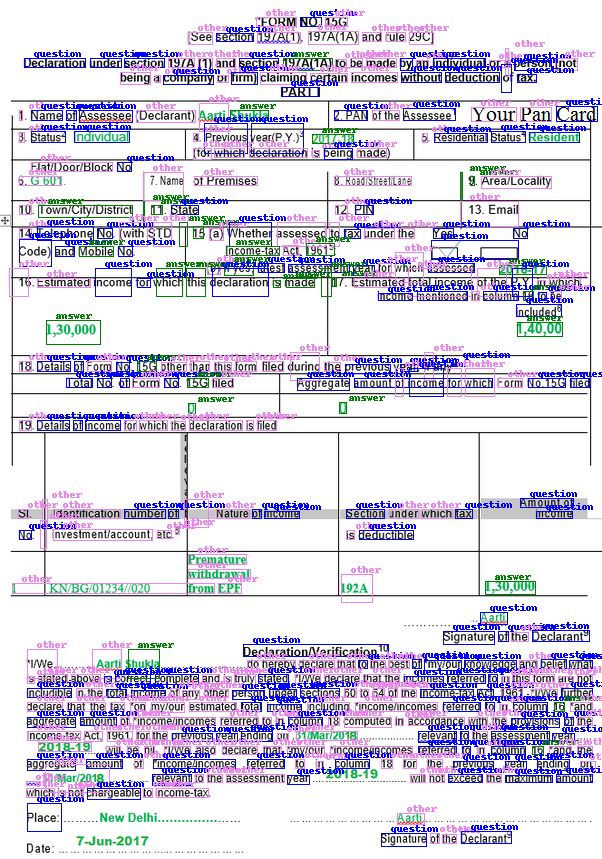 "FORM NO. 15G
[See section 197A(1), 197A(1A) and rule 29C]
Declaration under section 197A (1) and section 197A(1A) to be made by an individual or a person (not
being a company or firm) claiming certain incomes without deduction of tax.
PART I
1. Name of Assessee (Declarant) Aarti Shukla
2. PAN of the Assessee¹ Your Pan Card
3. Status² Individual
4. Previous year(P.Y.)³ 2017-18
(for which declaration is being made)
5. Residential Status⁴ Resident
Flat/Door/Block No
6. G 601.
7. Name of Premises
8. Road/Street/Lane
9. Area/Locality
10. Town/City/District
11. State
12. PIN
13. Email
14. Telephone No. (with STD
Code) and Mobile No.
15 (a) Whether assessed to tax under the Yes No
Income-tax Act, 1961⁵
latest assessment year for which assessed 2016-17
16. Estimated income for which this declaration is made
1,30,000
17. Estimated total income of the P.Y. in which
income mentioned in column 16 to be
included⁶
1,40,00
18. Details of Form No. 15G other than this form filed during the previous year, if any
Total No. of Form No. 15G filed
Aggregate amount of income for which Form No.15G filed
0 0
19. Details of income for which the declaration is filed
Sl.
No.
Identification number of
investment/account, etc.
Nature of income
Section under which tax
is deductible
Amount of
income
1 KN/BG/01234//020
Premature
withdrawal
from EPF
192A
1,30,000
Aarti
Signature of the Declarant⁹
Declaration/Verification¹⁰
*I/We Aarti Shukla do hereby declare that to the best of *my/our knowledge and belief what
is stated above is correct, complete and is truly stated. *I/We declare that the incomes referred to in this form are not
includible in the total income of any other person under sections 60 to 64 of the Income-tax Act, 1961. *I/We further
declare that the tax *on my/our estimated total income including *income/incomes referred to in column 16 *and
aggregate amount of *income/incomes referred to in column 18 computed in accordance with the provisions of the
Income-tax Act, 1961, for the previous year ending on 31/Mar/2018 relevant to the assessment year
2018-19 will be nil. *I/We also declare that *my/our *income/incomes referred to in column 16 *and
aggregate amount of *income/incomes referred to in column 18 for the previous year ending on
31/Mar/2018 relevant to the assessment year 2018-19 will not exceed the maximum amount
which is not chargeable to income-tax.
Place: New Delhi
Aarti
Signature of the Declarant⁹
7-Jun-2017
Date: